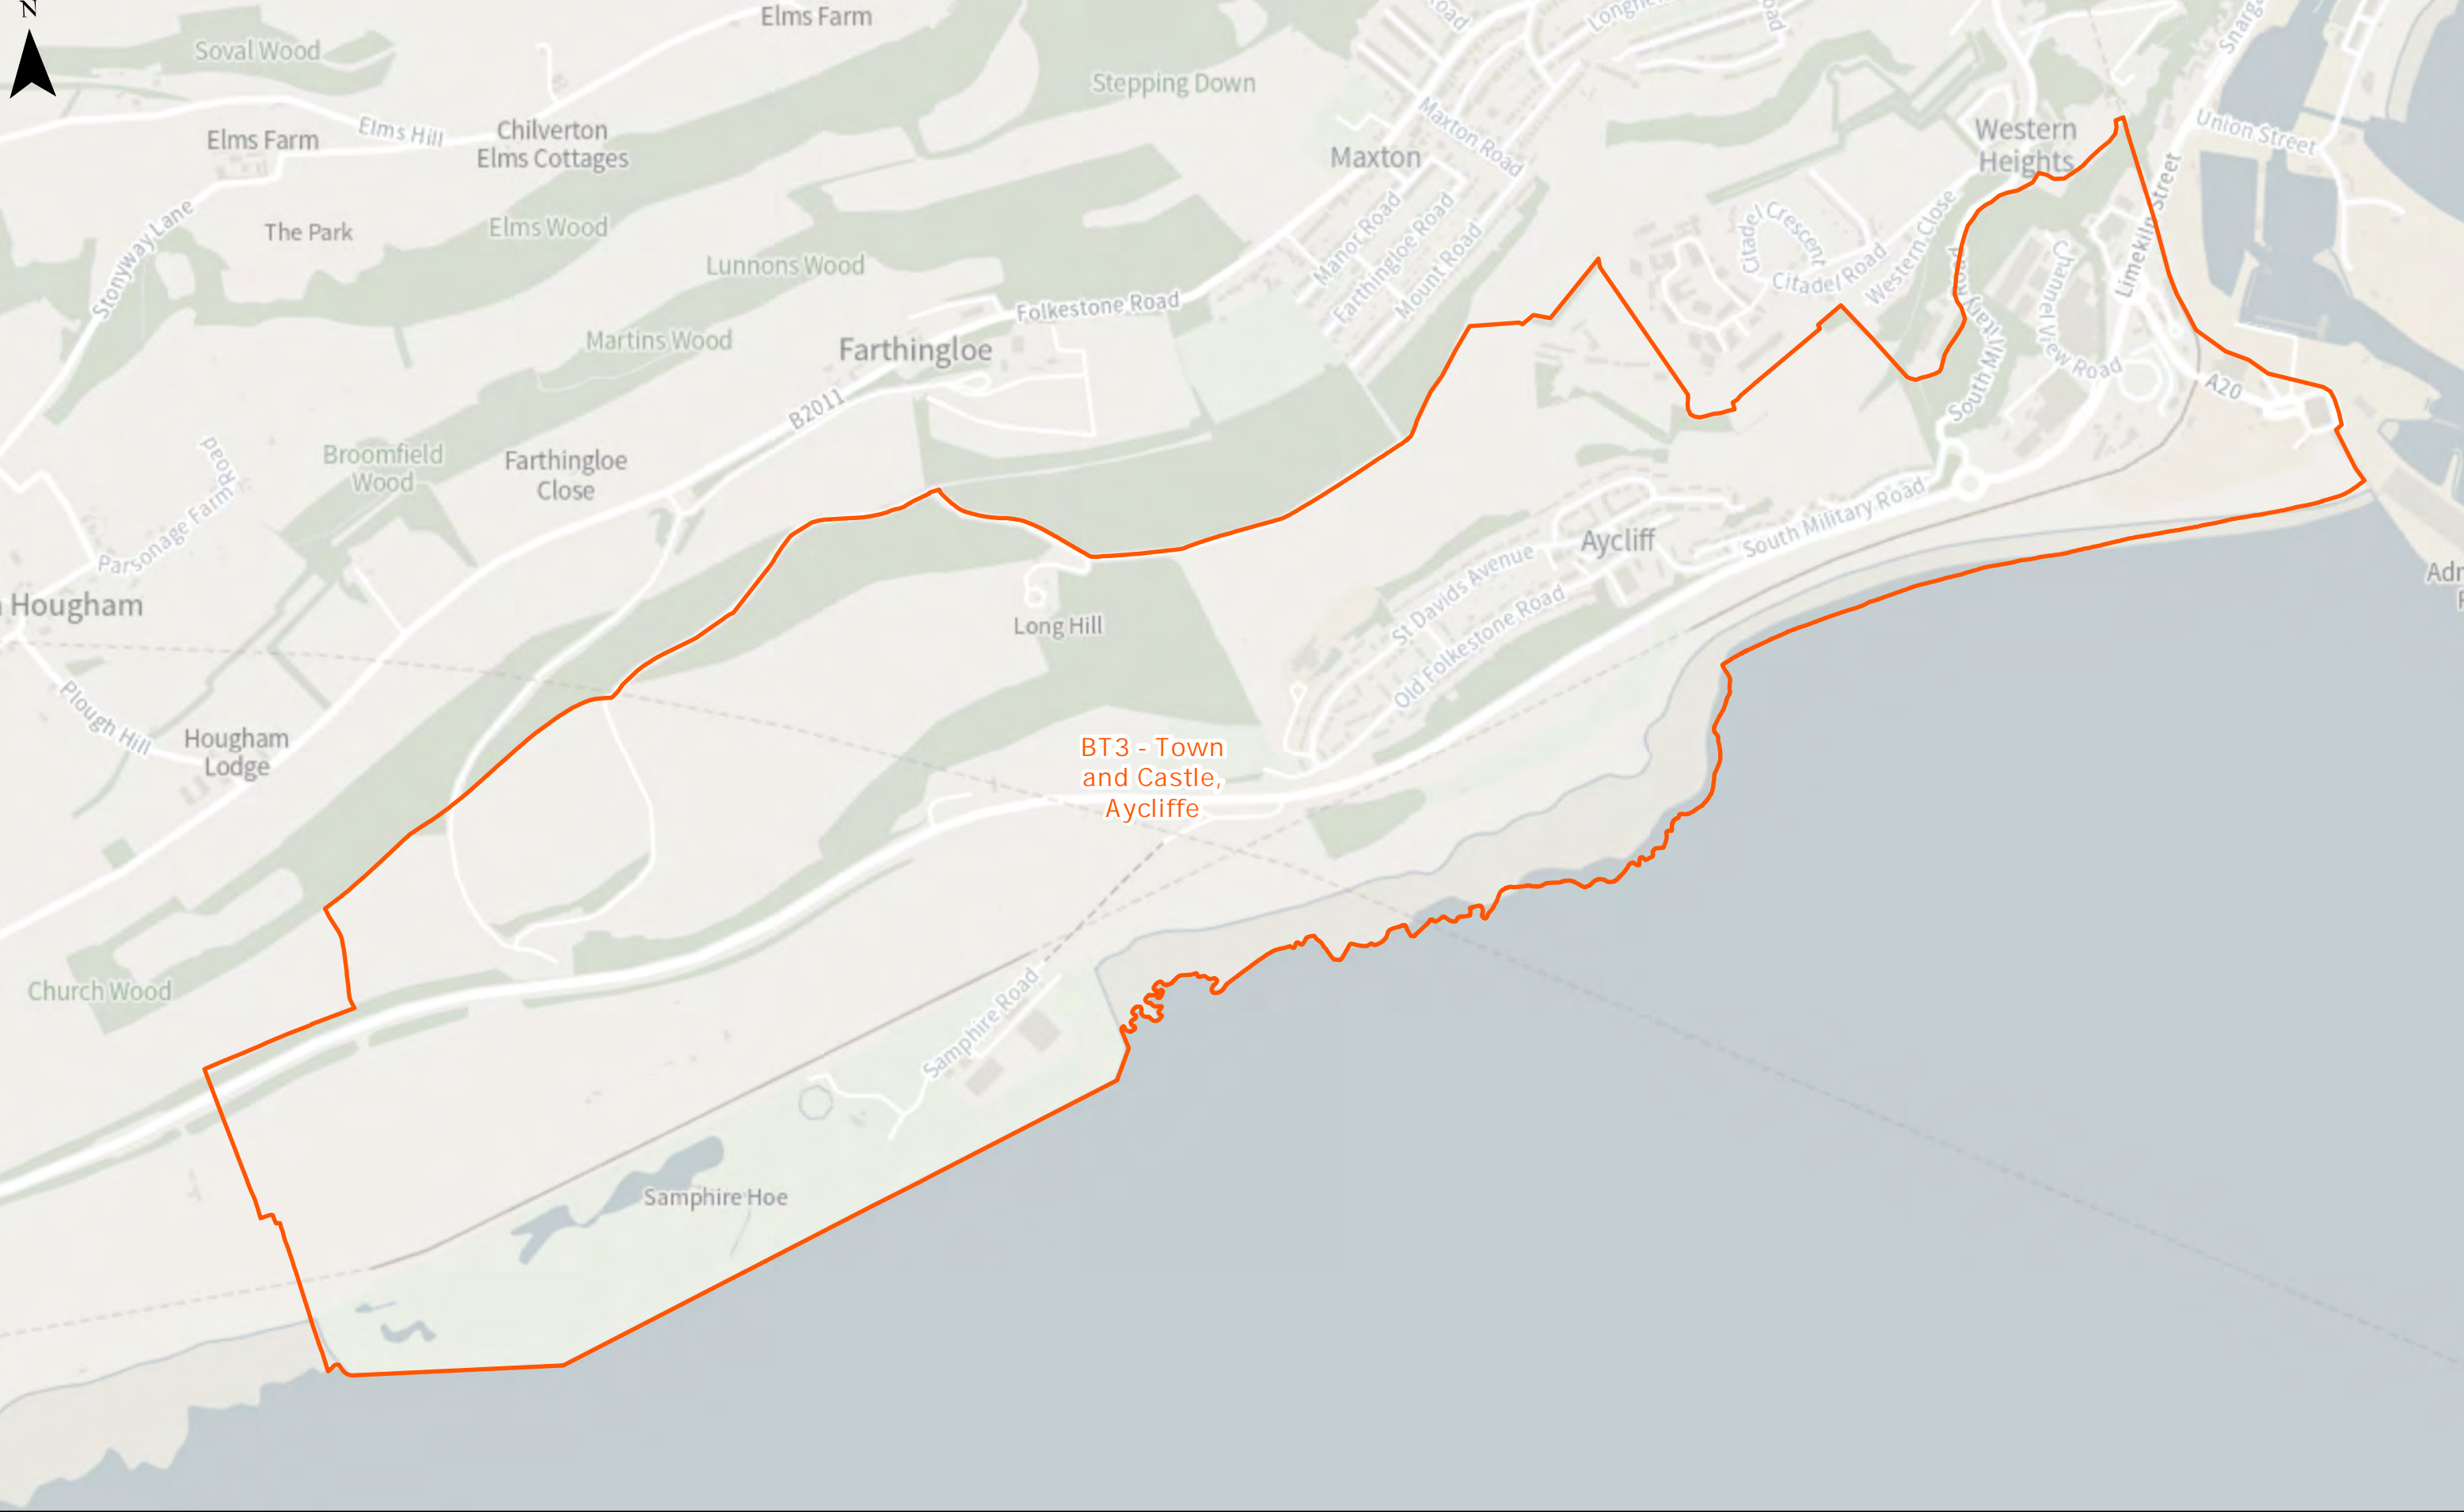 N
Elms Farm
Soval Wood
Road
Stepping Down
Elms Farm
Elms Hill
Chilverton
Elms Cottages
Maxton Road
Maxton
Western
Heights
Union Street
The Park
Elms Wood
Stonyway Lane
Lunnons Wood
Manor Road
Farthingloe Road
Mount Road
Citadel Crescent
Citadel Road
Western Close
Limekiln Street
Channel View Road
South Military Road
Folkestone Road
Martins Wood
Farthingloe
B2011
A20
Broomfield
Wood
Farthingloe
Close
Parsonage Farm Road
Aycliff
South Military Road
St Davids Avenue
Old Folkestone Road
Hougham
Long Hill
Plough Hill
Hougham
Lodge
BT3 - Town
and Castle,
Aycliffe
Church Wood
Samphire Road
Samphire Hoe